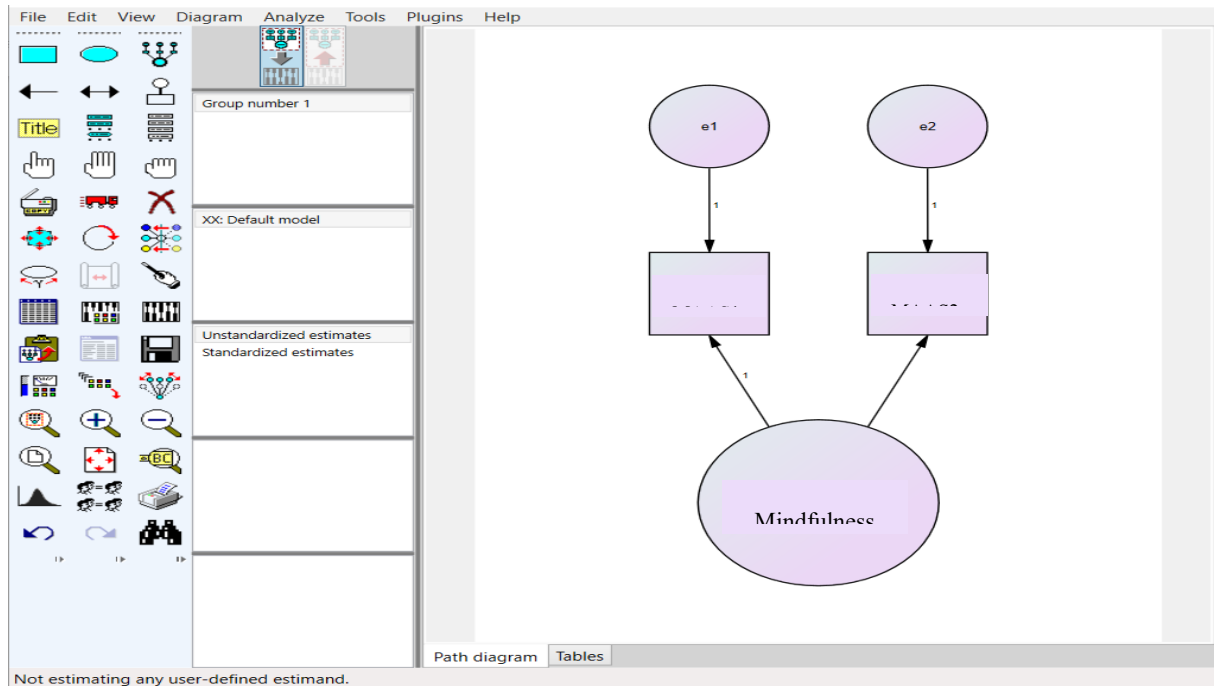 File Edit View Diagram Analyze Tools Plugins Help
Title
Group number 1
XX: Default model
Unstandardized estimates
Standardized estimates
e1
e2
1
1
1
Mindfulness
Path diagram
Tables
Not estimating any user-defined estimand.